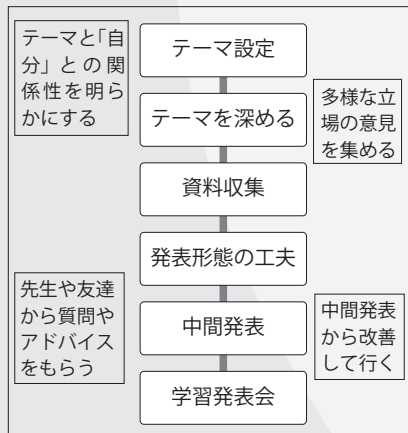 テーマと「自
分」との関
係性を明ら
かにする
テーマ設定
テーマを深める
多様な立
場の意見
を集める
資料収集
発表形態の工夫
先生や友達
から質問や
アドバイス
をもらう
中間発表
中間発表
から改善
して行く
学習発表会